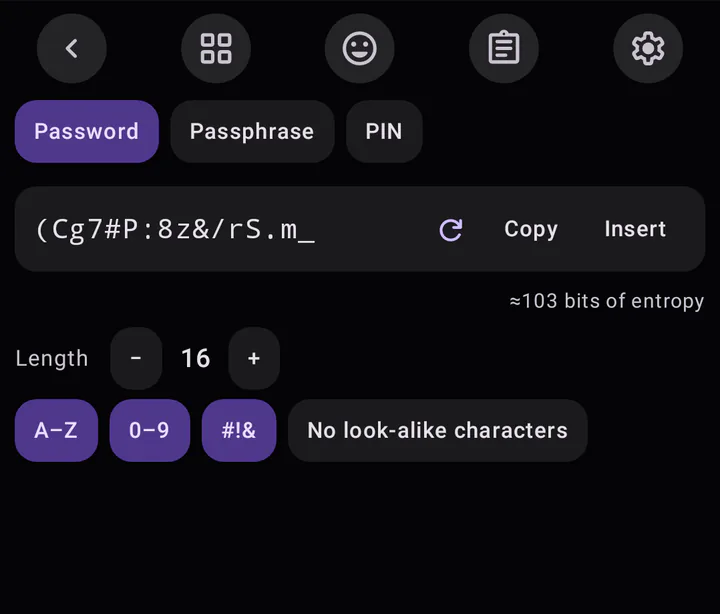 Password Passphrase PIN
(Cg7#P:8z&/rS.m_ Copy Insert
≈103 bits of entropy
Length - 16 +
A–Z 0–9 #!& No look-alike characters